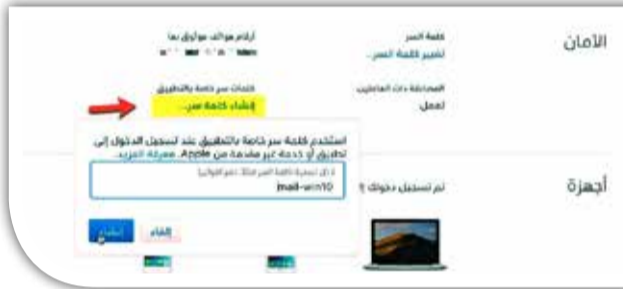 الأمان
كلمة السر
تغيير كلمة السر...
أرقام هواتف موثوق بها
المصادقة ذات العاملين
تعمل
كلمات سر خاصة بالتطبيق
إنشاء كلمة سر...
استخدم كلمة سر خاصة بالتطبيق عند تسجيل الدخول إلى
تطبيق أو خدمة غير مقدمة من Apple. معرفة المزيد...
mail-win10
إلغاء
إنشاء
أجهزة
تم تسجيل دخولك